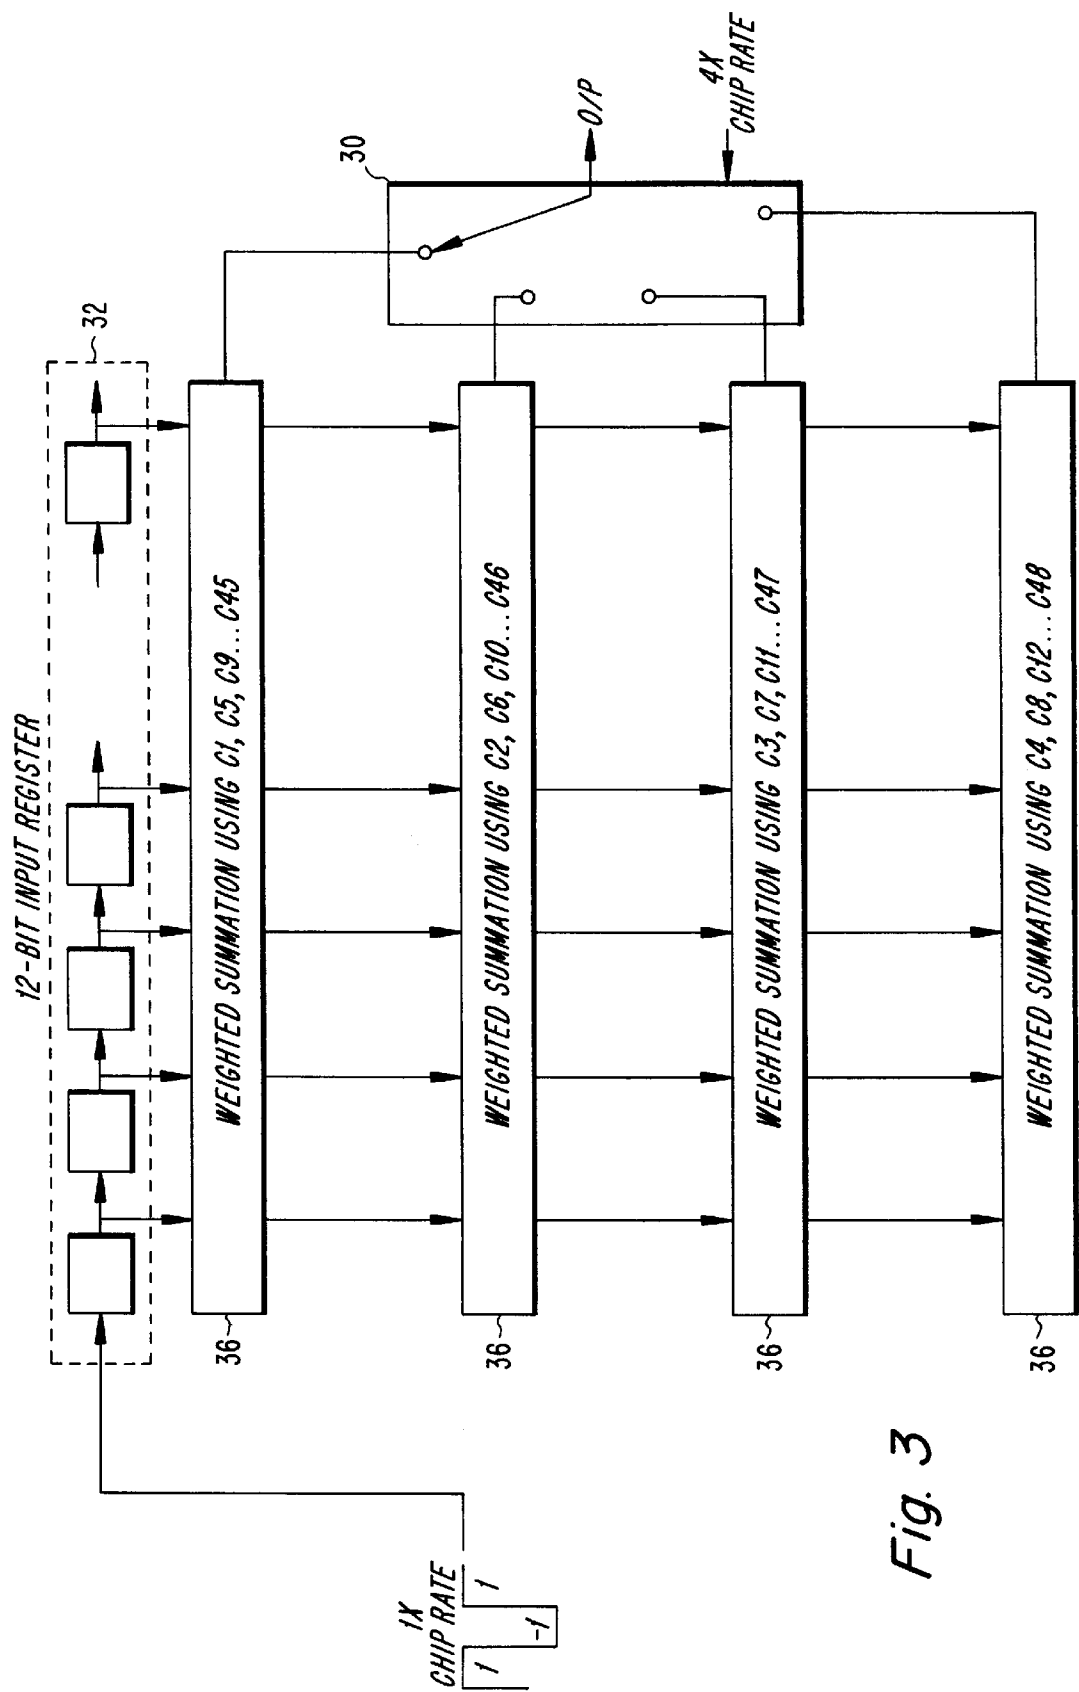 12-BIT INPUT REGISTER
32
1X
CHIP RATE
1
-1
1
36
WEIGHTED SUMMATION USING C1, C5, C9...C45
36
WEIGHTED SUMMATION USING C2, C6, C10...C46
36
WEIGHTED SUMMATION USING C3, C7, C11...C47
36
WEIGHTED SUMMATION USING C4, C8, C12...C48
30
O/P
4X
CHIP RATE
Fig. 3